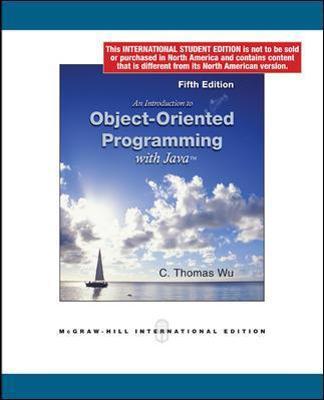 This INTERNATIONAL STUDENT EDITION is not to be sold
or purchased in North America and contains content
that is different from its North American version.
Fifth Edition
An Introduction to
Object-Oriented
Programming
with Java™
C. Thomas Wu
McGRAW-HILL INTERNATIONAL EDITION